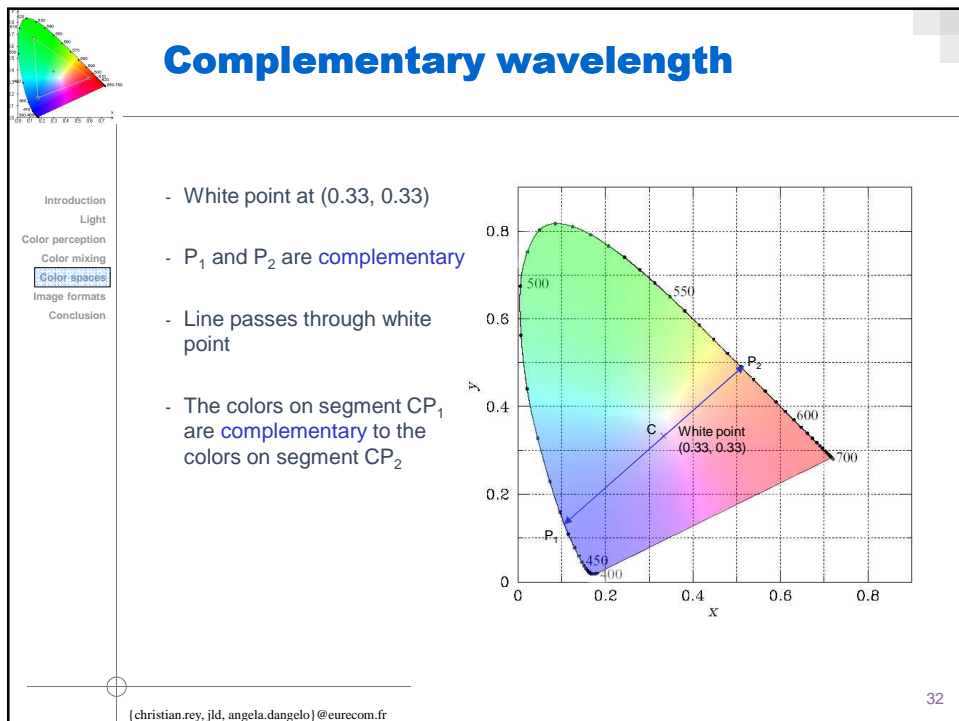 Complementary wavelength
Introduction
Light
Color perception
Color mixing
Color spaces
Image formats
Conclusion
- White point at (0.33, 0.33)
- P1 and P2 are complementary
- Line passes through white
point
- The colors on segment CP1
are complementary to the
colors on segment CP2
0.8
0.6
0.4
0.2
0
y
500
550
P2
600
C
White point
(0.33, 0.33)
700
P1
450
400
0
0.2
0.4
0.6
0.8
x
{christian.rey, jld, angela.dangelo}@eurecom.fr
32